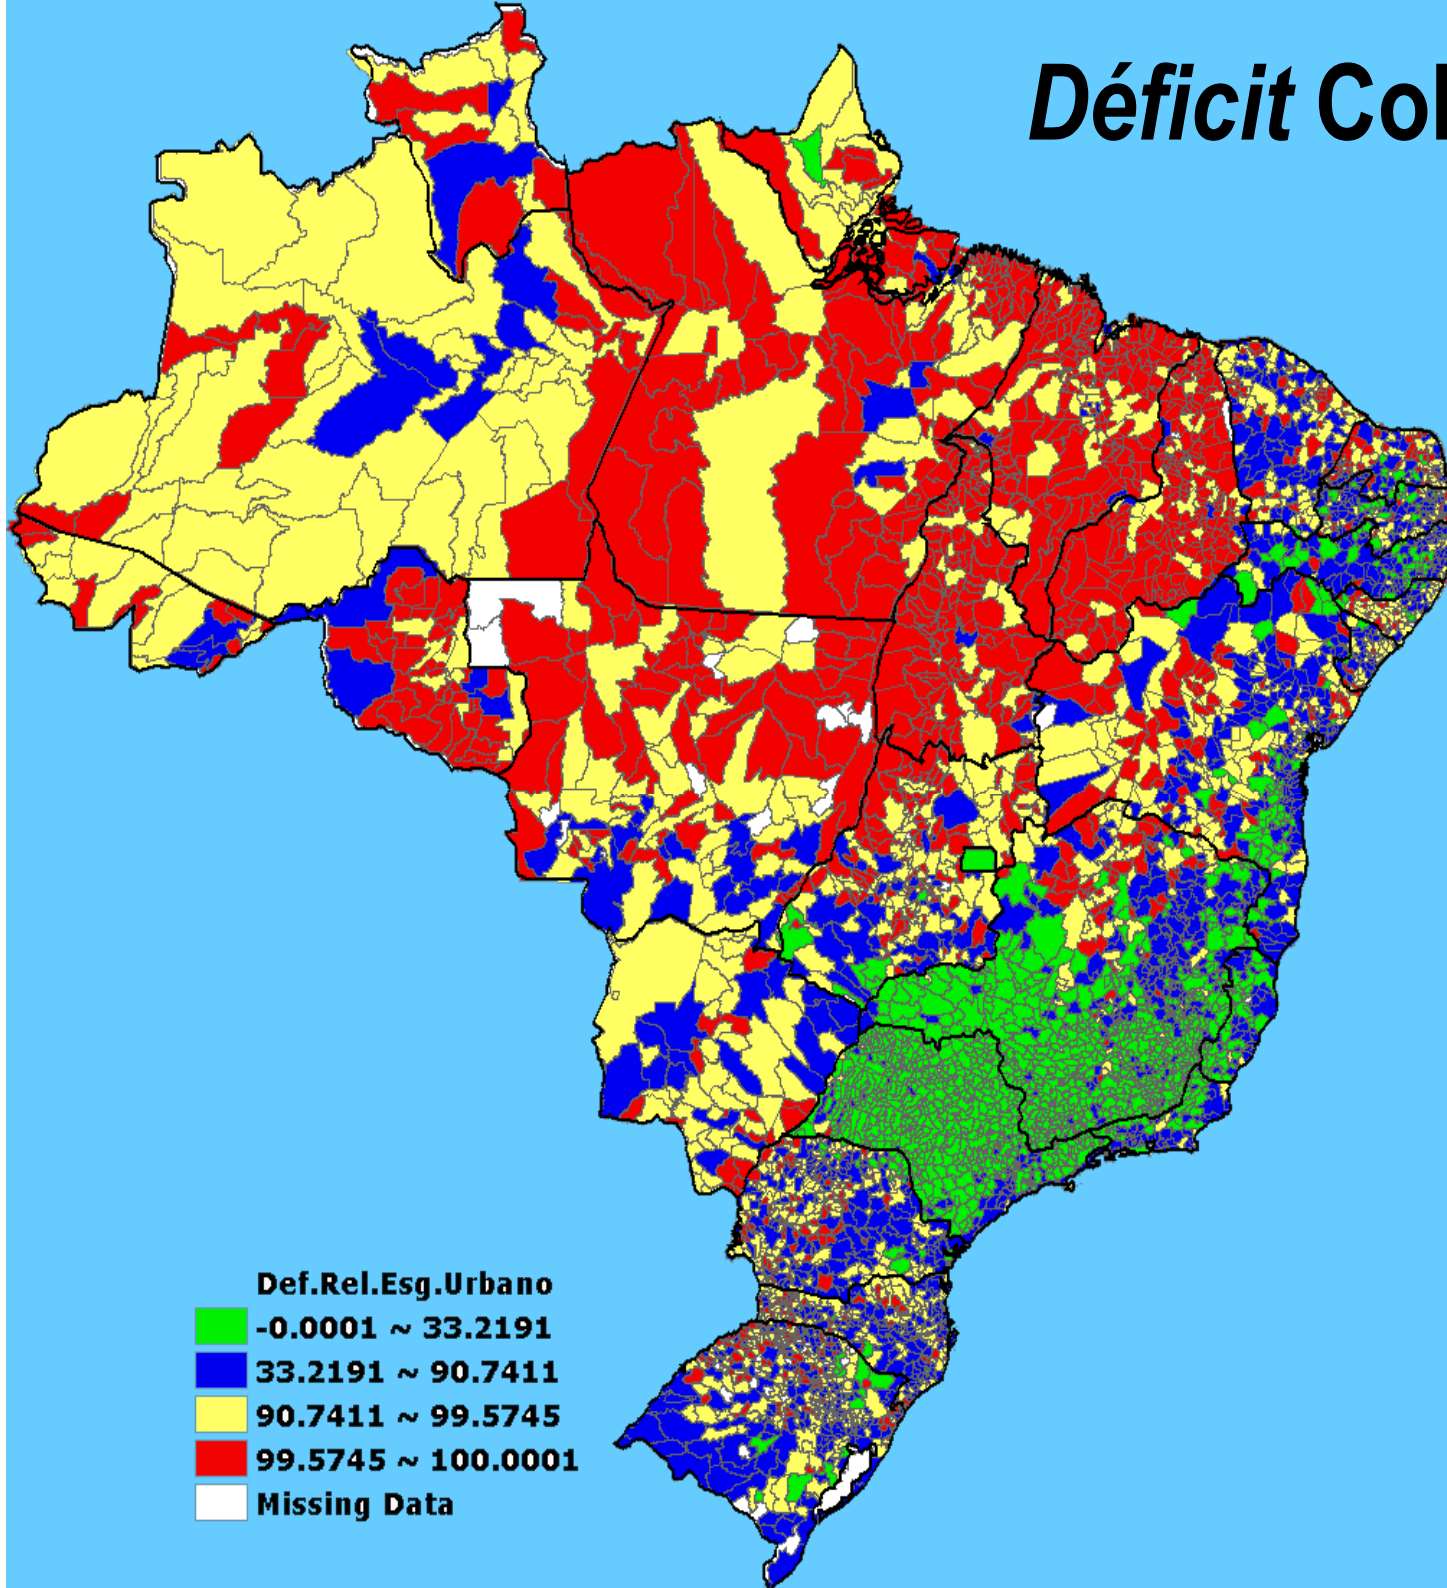 Déficit
Def.Rel.Esg.Urbano
-0.0001 ~ 33.2191
33.2191 ~ 90.7411
90.7411 ~ 99.5745
99.5745 ~ 100.0001
Missing Data